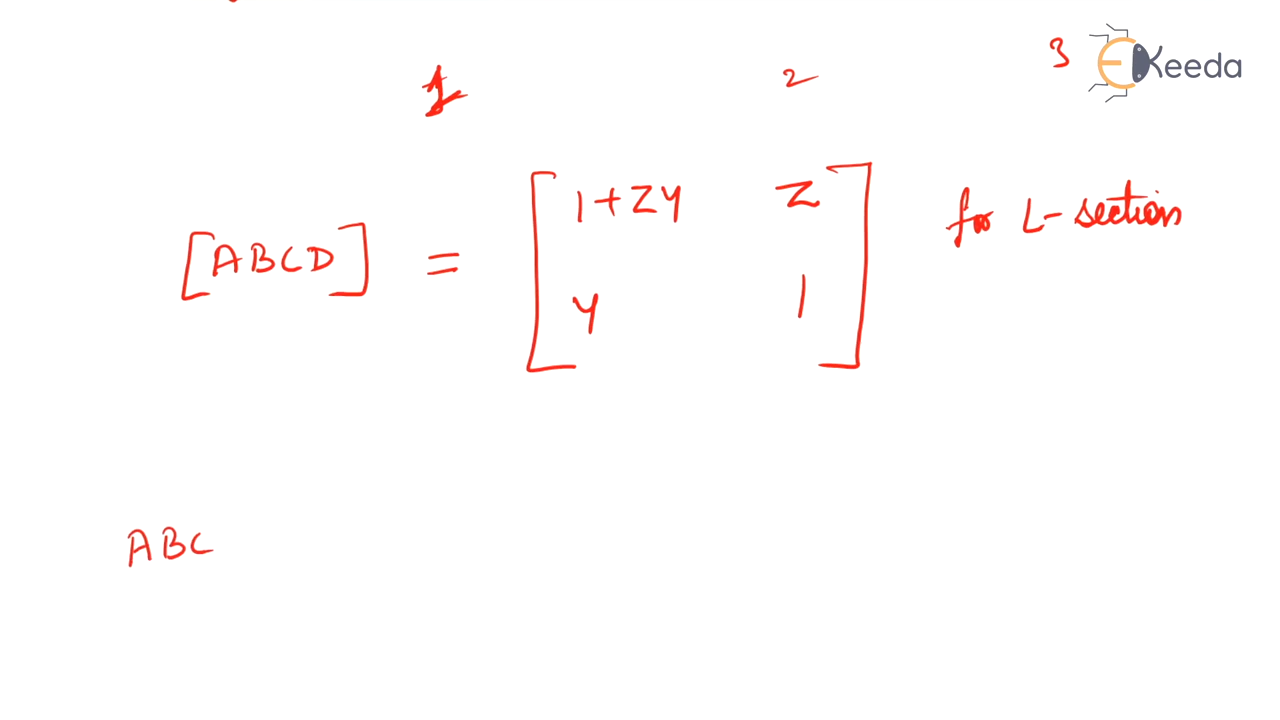 1 2 3 EKeeda
[ABCD] = [ 1+ZY Z
Y 1 ] for L-section
ABC